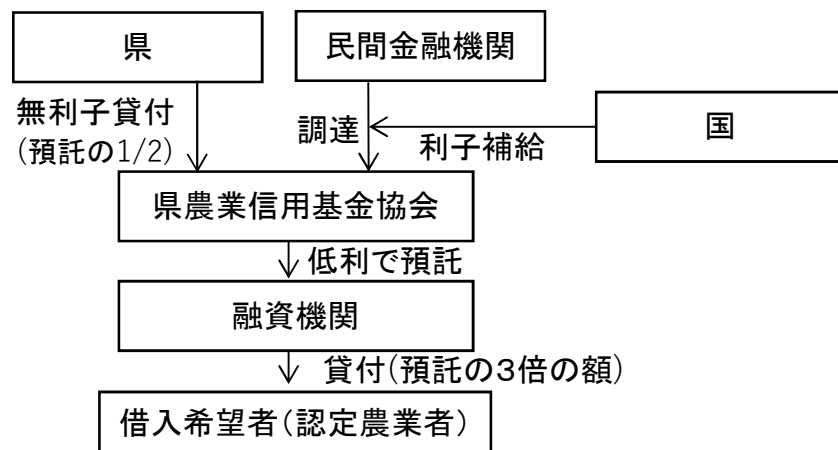 県
民間金融機関
無利子貸付
(預託の1/2)
調達
利子補給
国
県農業信用基金協会
低利で預託
融資機関
貸付(預託の３倍の額)
借入希望者(認定農業者)